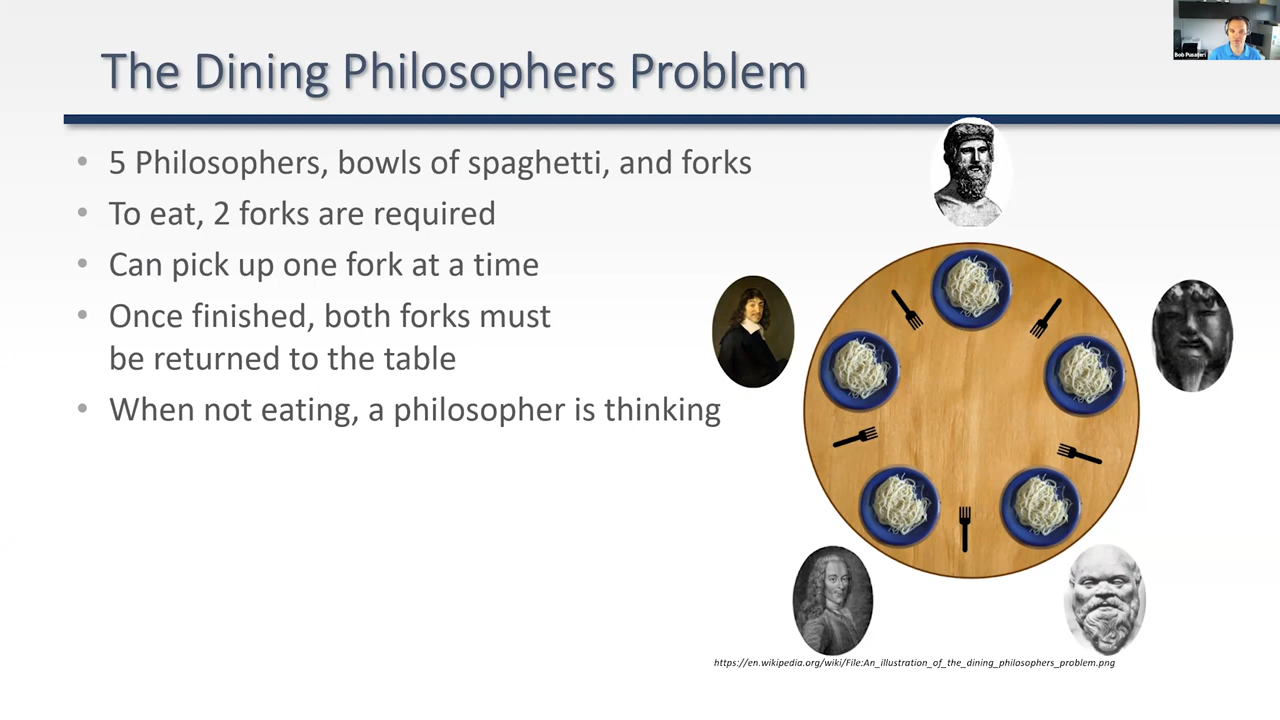 The Dining Philosophers Problem
Bob Pusateri
• 5 Philosophers, bowls of spaghetti, and forks
• To eat, 2 forks are required
• Can pick up one fork at a time
• Once finished, both forks must
be returned to the table
• When not eating, a philosopher is thinking
https://en.wikipedia.org/wiki/File:An_illustration_of_the_dining_philosophers_problem.png